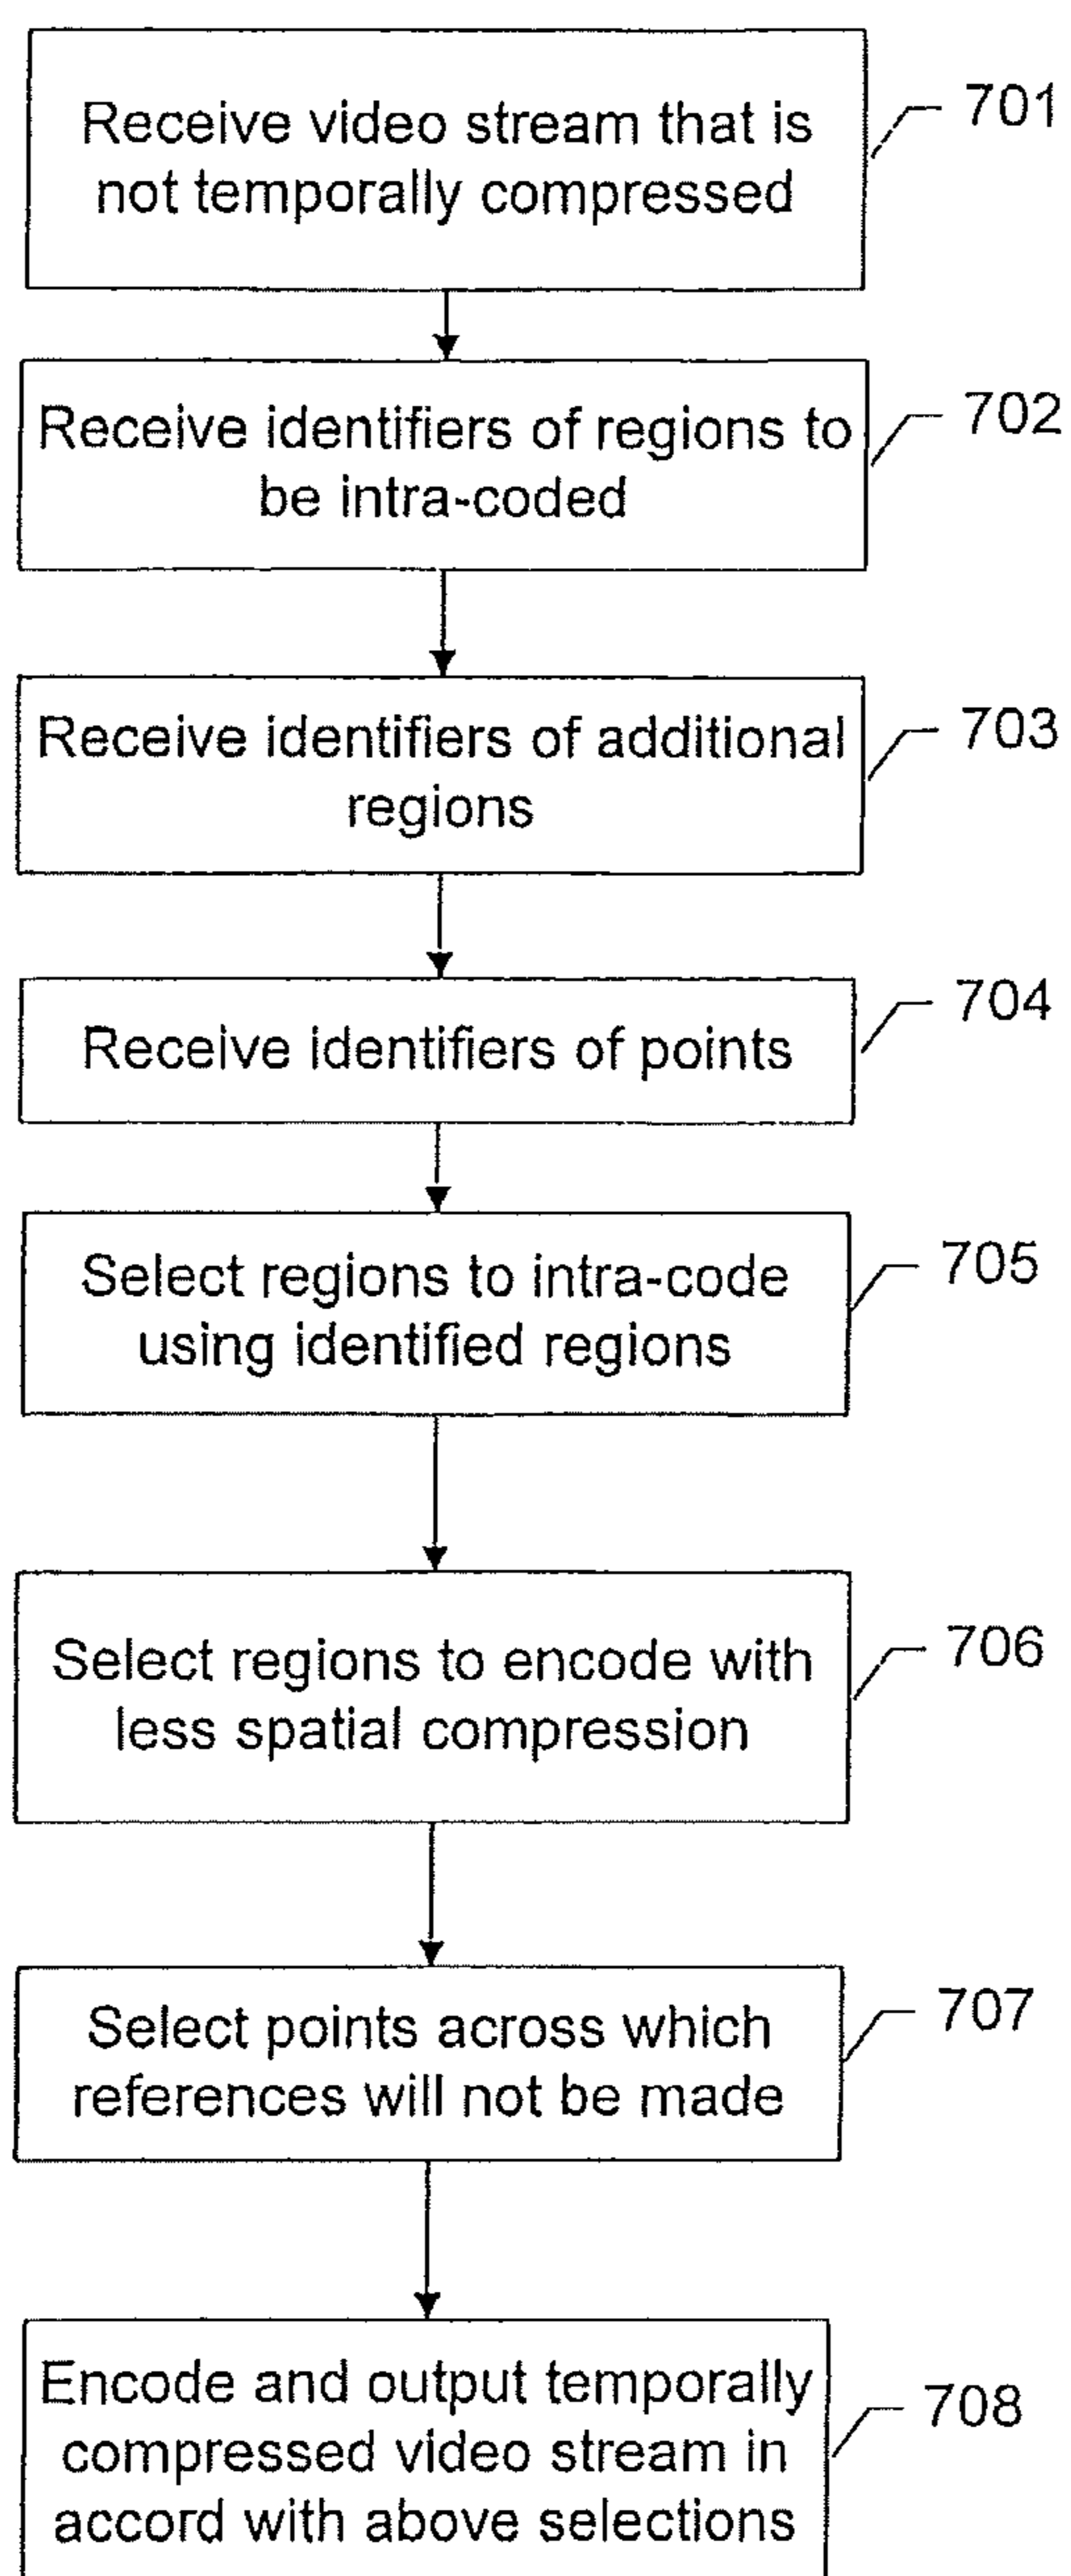 Receive video stream that is
not temporally compressed
701
Receive identifiers of regions to
be intra-coded
702
Receive identifiers of additional
regions
703
Receive identifiers of points
704
Select regions to intra-code
using identified regions
705
Select regions to encode with
less spatial compression
706
Select points across which
references will not be made
707
Encode and output temporally
compressed video stream in
accord with above selections
708